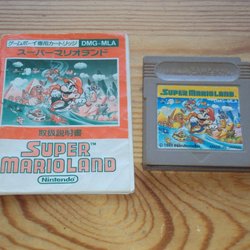 ゲームボーイ専用カートリッジ DMG-MLA
スーパーマリオランド
取扱説明書
SUPER
MARIOLAND
Nintendo
SUPER MARIOLAND
DMG-MLA
Nintendo